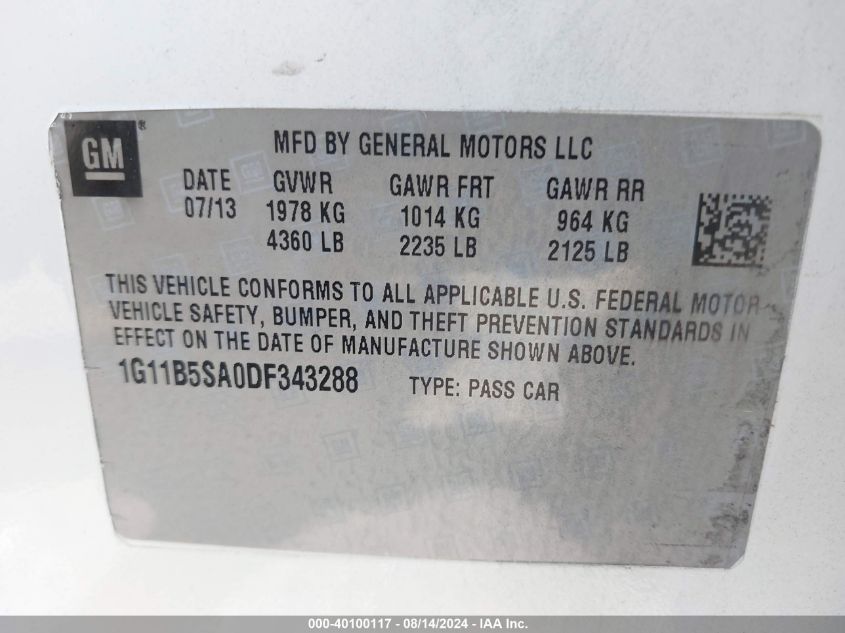 GM ®
MFD BY GENERAL MOTORS LLC
DATE GVWR GAWR FRT GAWR RR
07/13 1978 KG 1014 KG 964 KG
4360 LB 2235 LB 2125 LB
THIS VEHICLE CONFORMS TO ALL APPLICABLE U.S. FEDERAL MOTOR
VEHICLE SAFETY, BUMPER, AND THEFT PREVENTION STANDARDS IN
EFFECT ON THE DATE OF MANUFACTURE SHOWN ABOVE.
1G11B5SA0DF343288 TYPE: PASS CAR
000-40100117 - 08/14/2024 - IAA Inc.